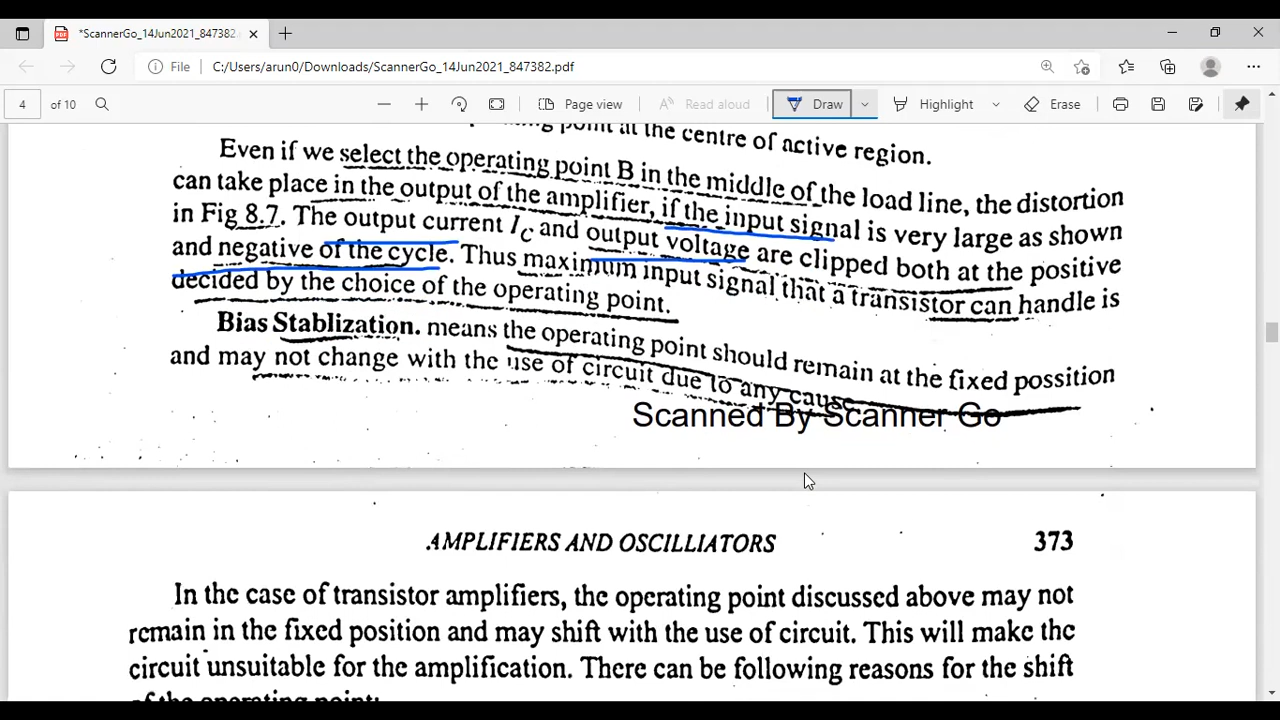 *ScannerGo_14Jun2021_847382.
File C:/Users/arun0/Downloads/ScannerGo_14Jun2021_847382.pdf
4 of 10 Page view Read aloud Draw Highlight Erase
point at the centre of active region.
Even if we select the operating point B in the middle of the load line, the distortion
can take place in the output of the amplifier, if the input signal is very large as shown
in Fig 8.7. The output current IC and output voltage are clipped both at the positive
and negative of the cycle. Thus maximum input signal that a transistor can handle is
decided by the choice of the operating point.
Bias Stablization. means the operating point should remain at the fixed possition
and may not change with the use of circuit due to any cause
Scanned By Scanner Go
AMPLIFIERS AND OSCILLIATORS 373
In the case of transistor amplifiers, the operating point discussed above may not
remain in the fixed position and may shift with the use of circuit. This will make the
circuit unsuitable for the amplification. There can be following reasons for the shift
of the operating point: